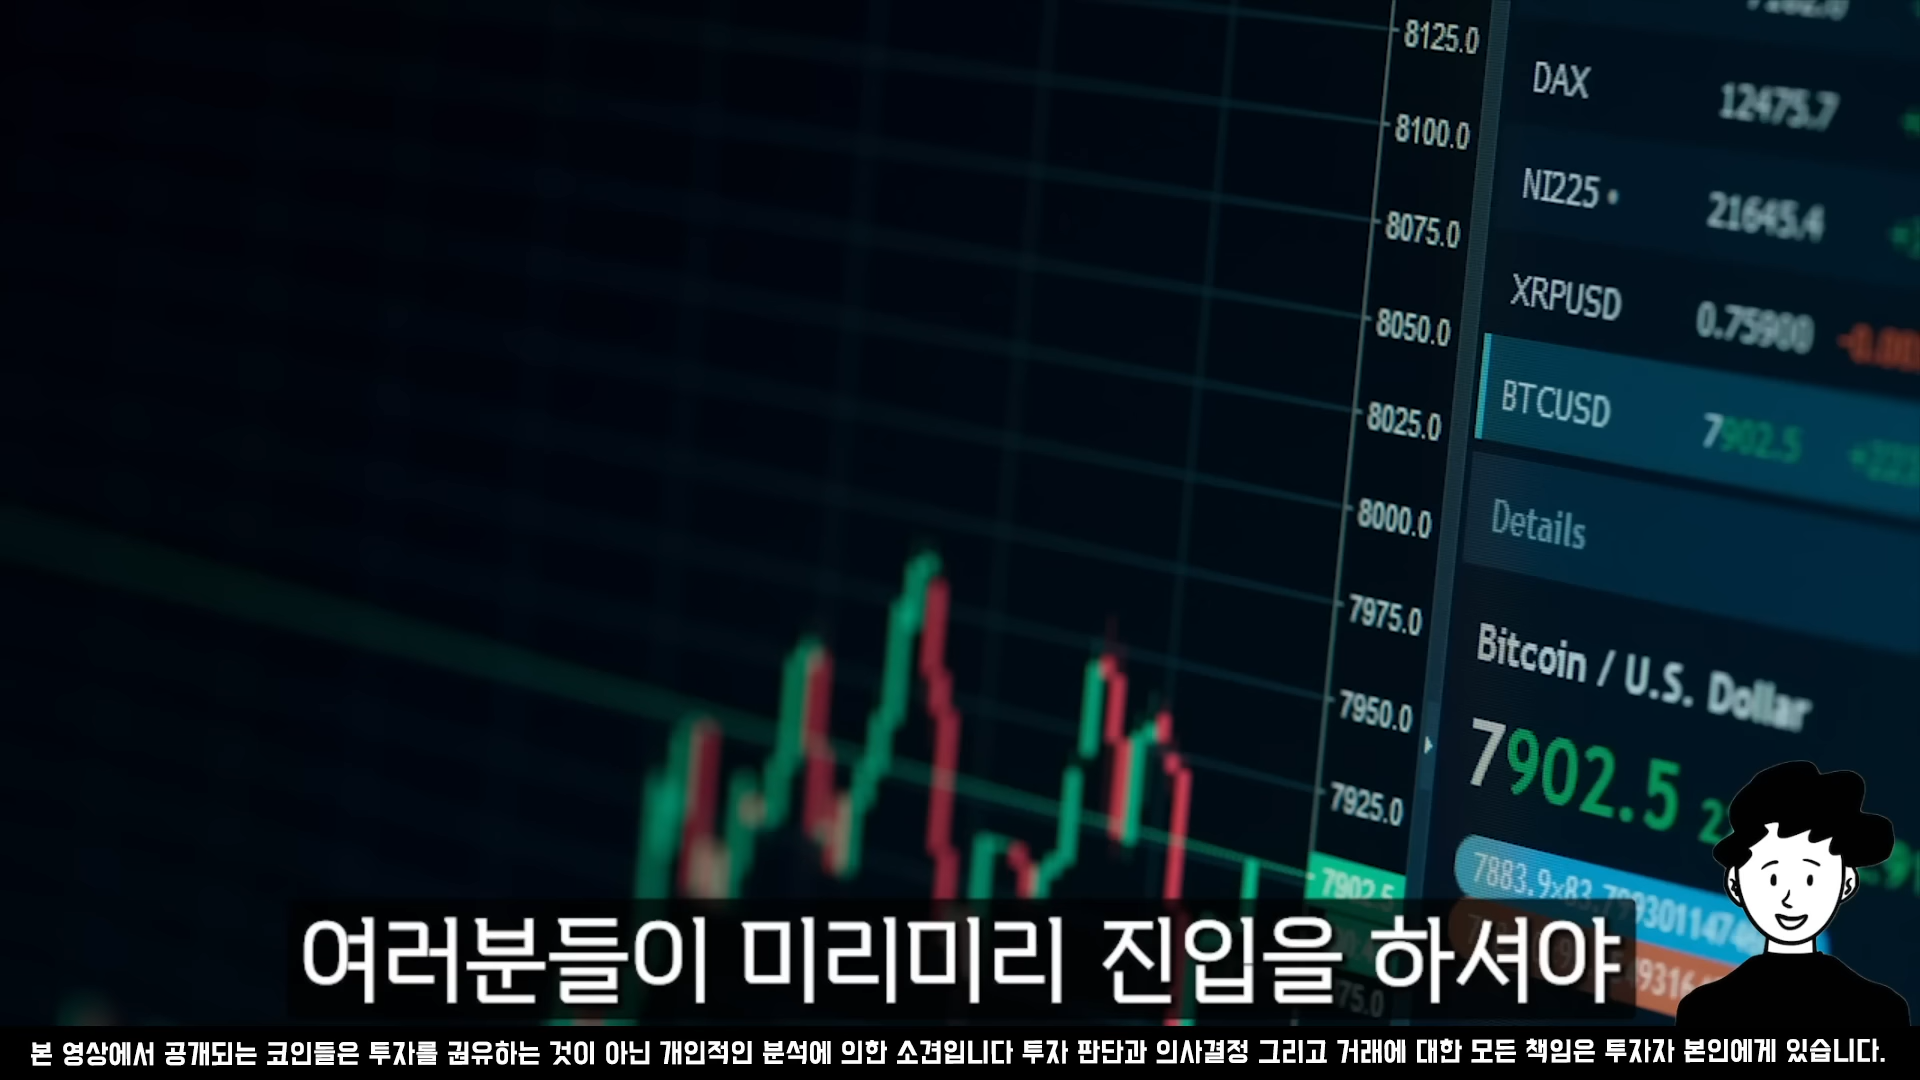 8125.0
DAX 12475.7
8100.0
NI225 21645.4
8075.0
XRPUSD 0.75900
8050.0
BTCUSD 7902.5
8025.0
Details
8000.0
7975.0
Bitcoin / U.S. Dollar
7950.0
7902.5
7925.0
7902.5
여러분들이 미리미리 진입을 하셔야
본 영상에서 공개되는 코인들은 투자를 권유하는 것이 아닌 개인적인 분석에 의한 소견입니다 투자 판단과 의사결정 그리고 거래에 대한 모든 책임은 투자자 본인에게 있습니다.